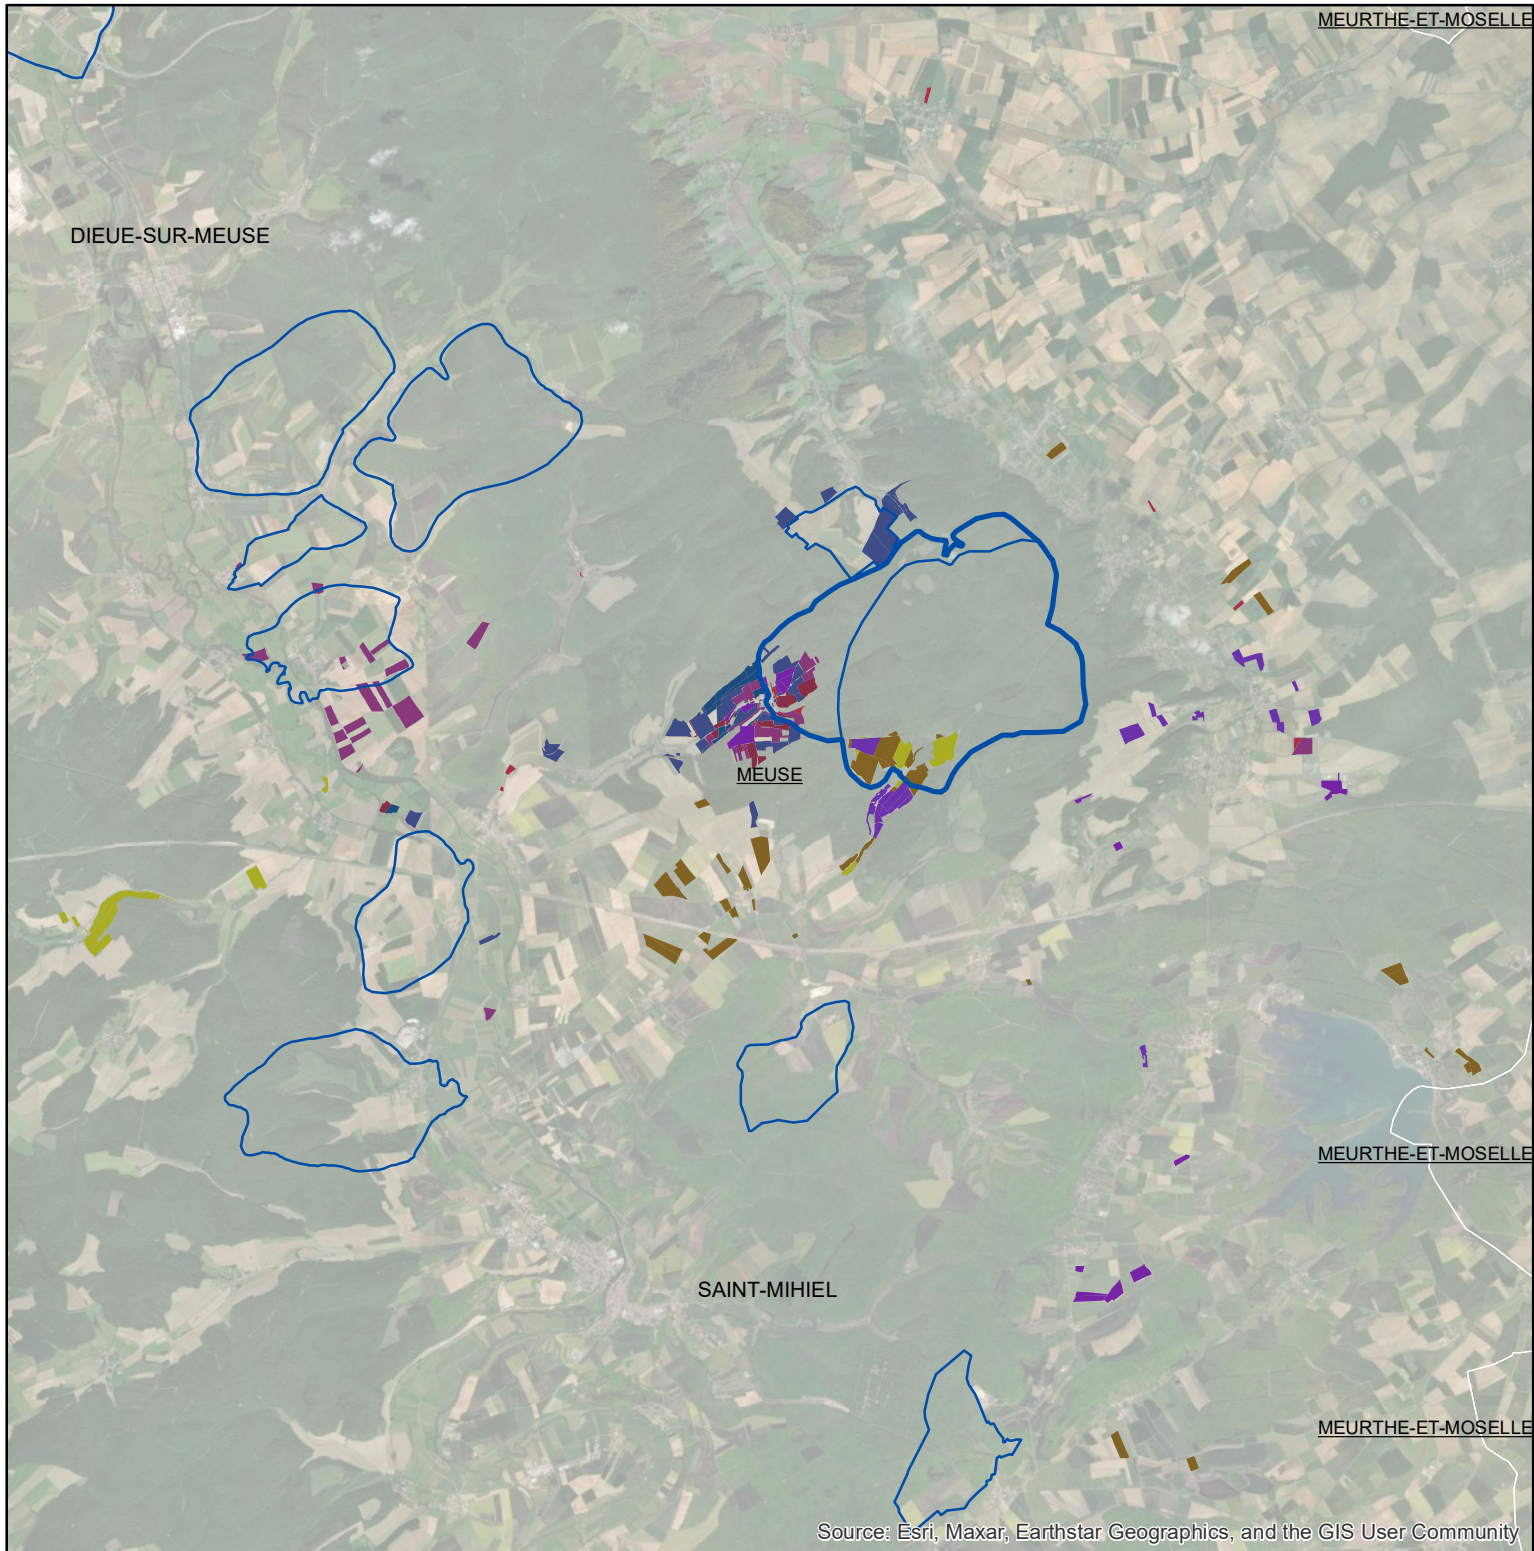 MEURTHE-ET-MOSELLE
DIEUE-SUR-MEUSE
MEUSE
MEURTHE-ET-MOSELLE
SAINT-MIHIEL
MEURTHE-ET-MOSELLE
Source: Esri, Maxar, Earthstar Geographics, and the GIS User Community